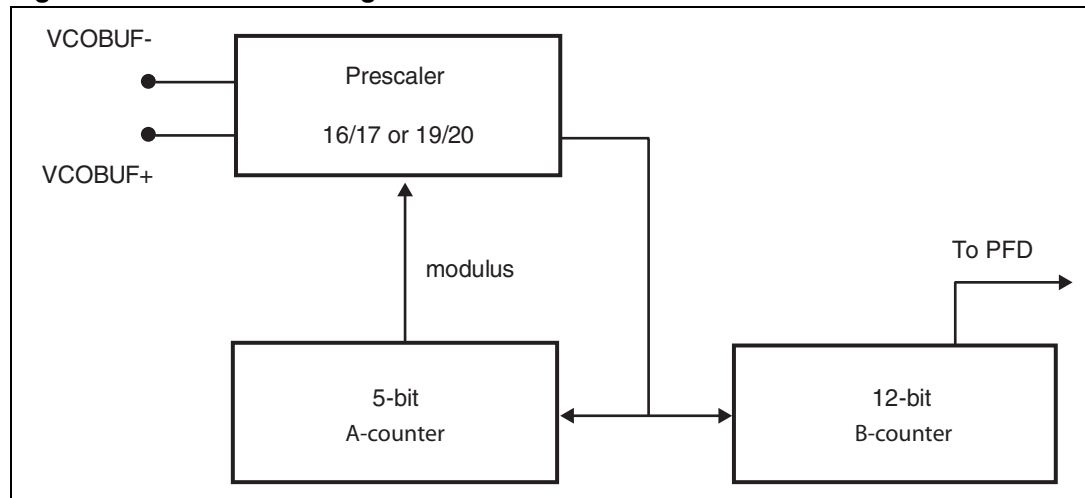 VCOBUF-
Prescaler
16/17 or 19/20
VCOBUF+
modulus
To PFD
5-bit
A-counter
12-bit
B-counter